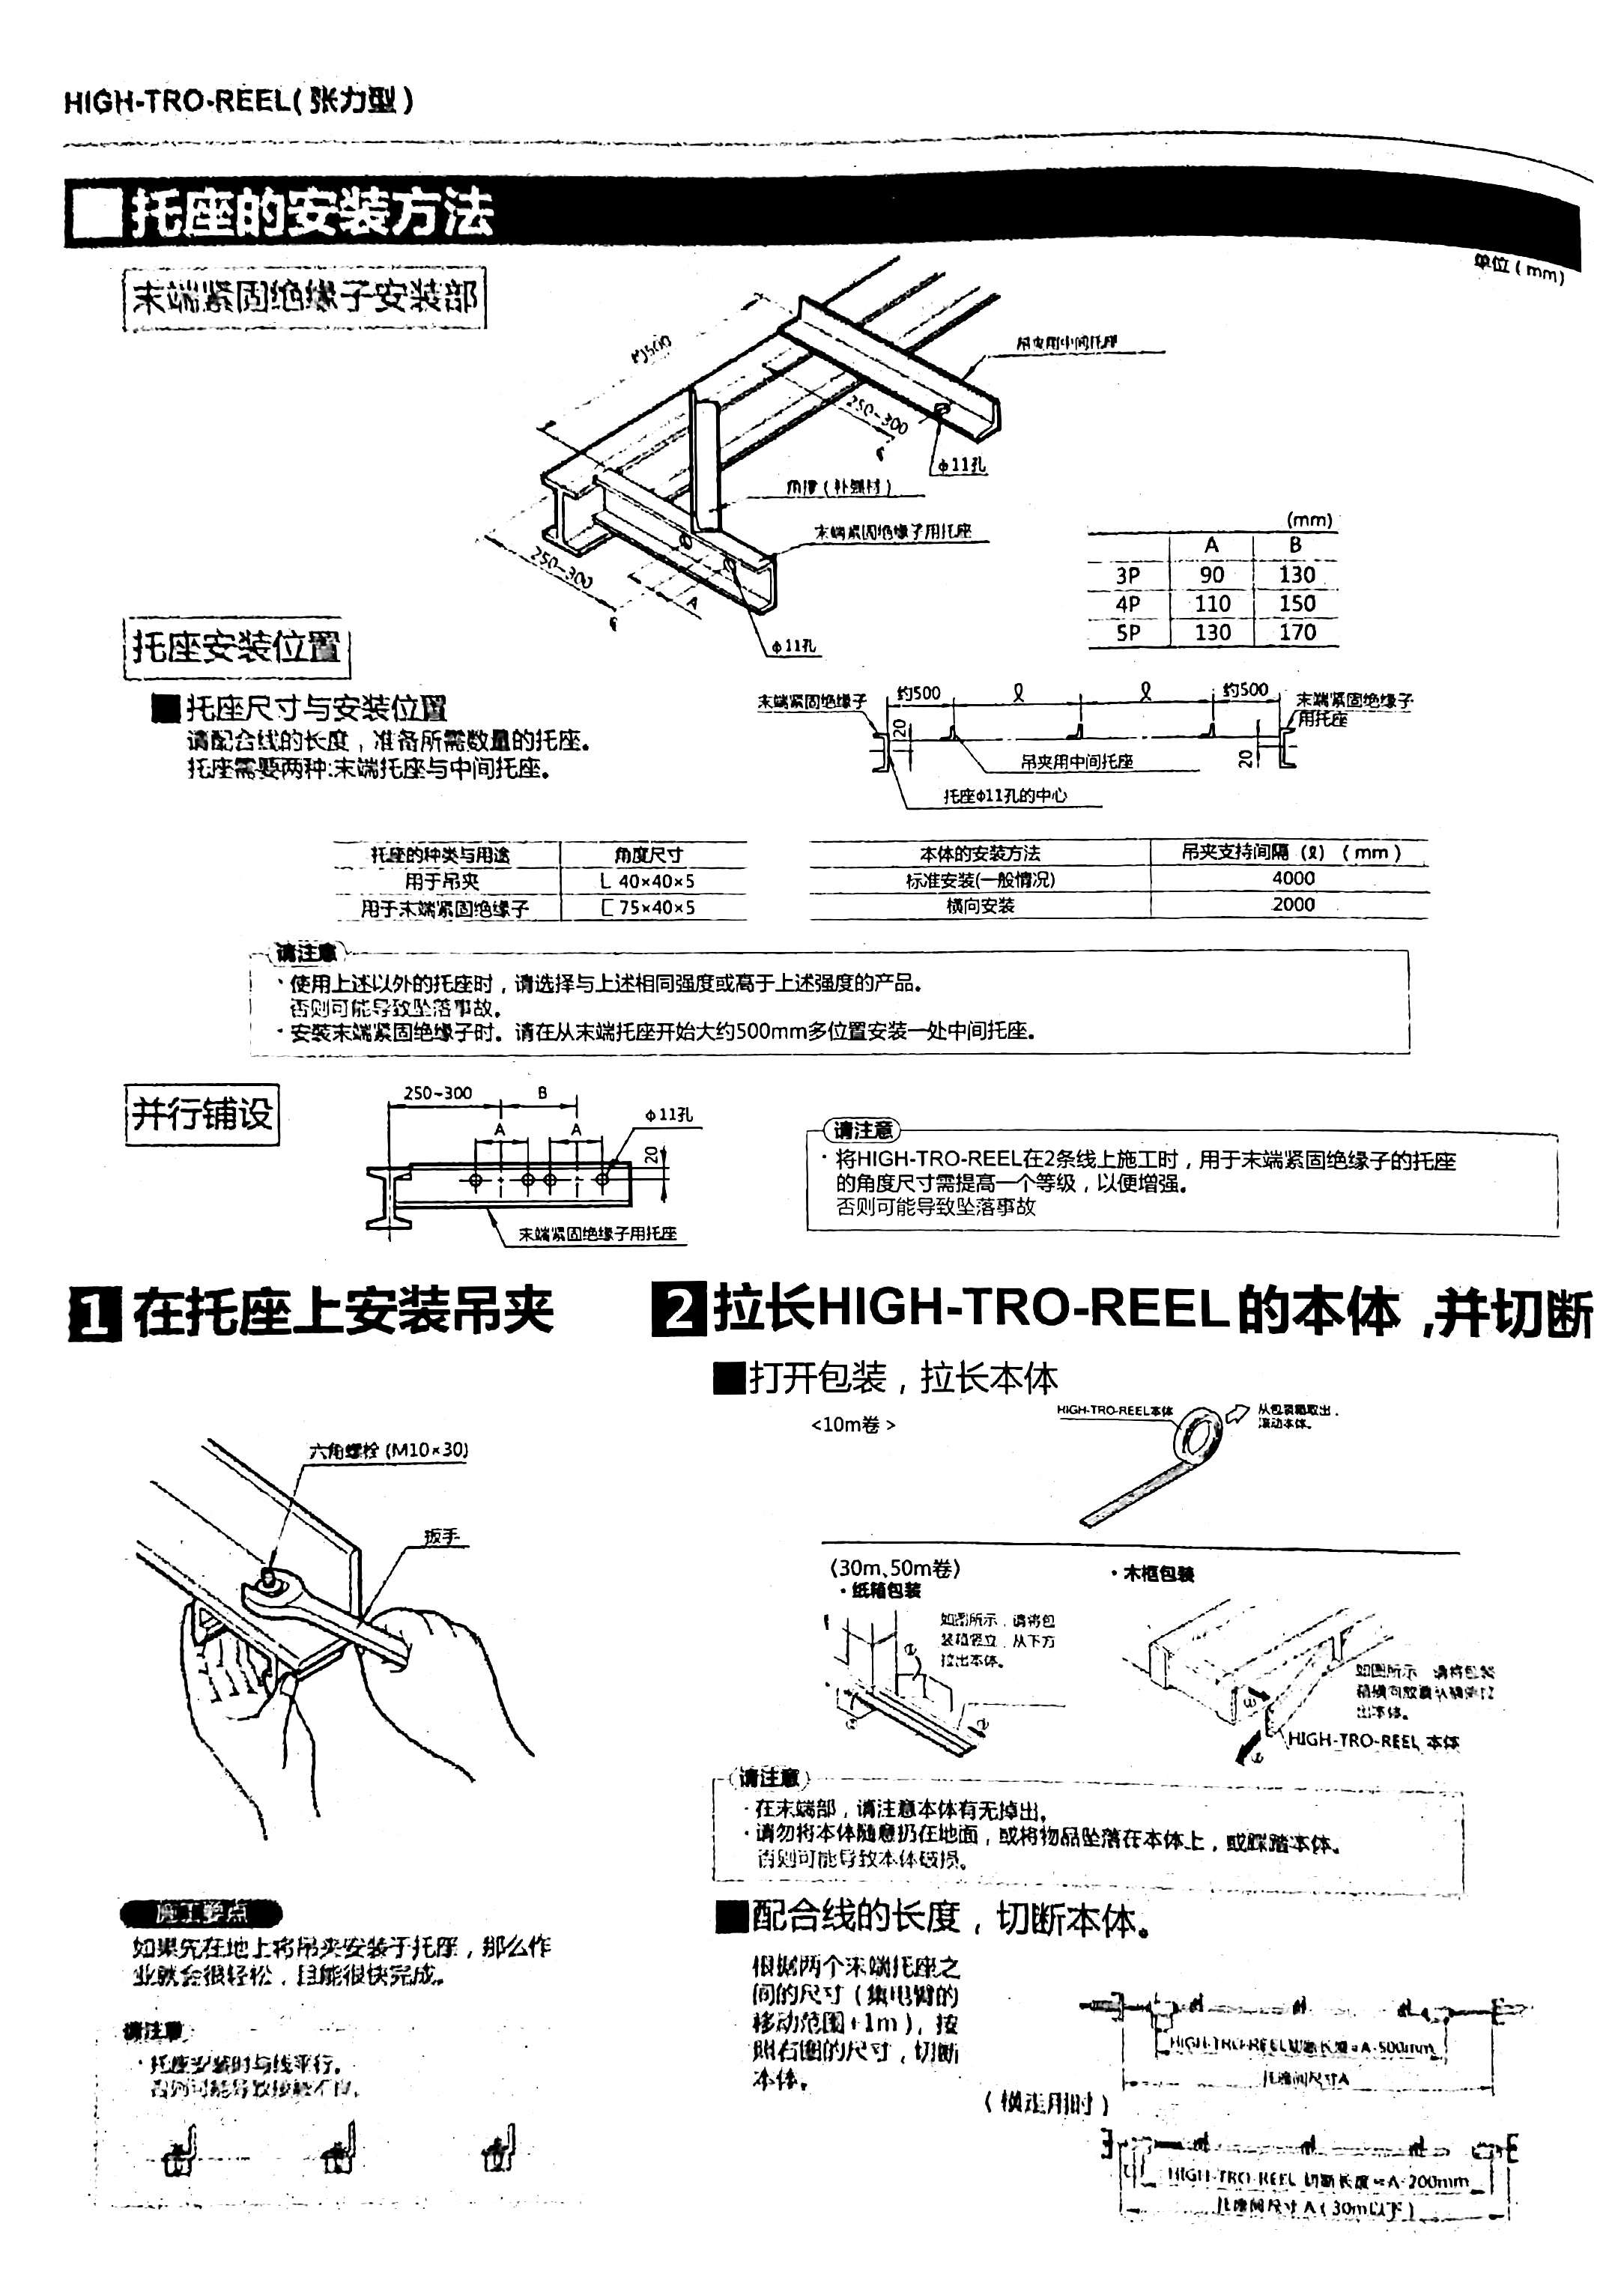 HIGH-TRO-REEL(张力型)
托座的安装方法
单位(mm)
末端紧固绝缘子安装部
约500
吊夹用中间托座
250~300
φ11孔
角度(补强材)
末端紧固绝缘子用托座
250~300
A
φ11孔
(mm)
A B
3P 90 130
4P 110 150
5P 130 170
托座安装位置
■托座尺寸与安装位置
请配合线的长度,准备所需数量的托座。
托座需要两种:末端托座与中间托座。
末端紧固绝缘子
约500 ℓ ℓ 约500
末端紧固绝缘子
用托座
20
20
吊夹用中间托座
托座φ11孔的中心
托座的种类与用途 角度尺寸
用于吊夹 L 40×40×5
用于末端紧固绝缘子 [ 75×40×5
本体的安装方法 吊夹支持间隔(ℓ)(mm)
标准安装(一般情况) 4000
横向安装 2000
请注意
·使用上述以外的托座时,请选择与上述相同强度或高于上述强度的产品。
否则可能导致坠落事故。
·安装末端紧固绝缘子时。请在从末端托座开始大约500mm多位置安装一处中间托座。
并行铺设
250~300 B
A A
φ11孔
20
末端紧固绝缘子用托座
请注意
·将HIGH-TRO-REEL在2条线上施工时,用于末端紧固绝缘子的托座
的角度尺寸需提高一个等级,以便增强。
否则可能导致坠落事故
1 在托座上安装吊夹
六角螺栓 (M10×30)
扳手
施工要点
如果先在地上将吊夹安装于托座,那么作
业就会很轻松,且能很快完成。
请注意
·托座安装时与线平行。
2 拉长HIGH-TRO-REEL的本体,并切断
■打开包装,拉长本体
<10m卷>
HIGH-TRO-REEL本体
从包装箱取出,
滚动本体。
(30m、50m卷)
·纸箱包装
如图所示,请将包
装箱竖立,从下方
拉出本体。
·木框包装
如图所示 请将包装
出本体。
HIGH-TRO-REEL 本体
请注意
·在末端部,请注意本体有无掉出。
·请勿将本体随意扔在地面,或将物品坠落在本体上,或踩踏本体。
否则可能导致本体破损。
■配合线的长度,切断本体。
根据两个末端托座之
间的尺寸(集电臂的
移动范围+1m),按
照右图的尺寸,切断
本体。
HIGH-TRO-REEL切断长度=A-500mm
托座间尺寸A
(横走用时)
HIGH-TRO-REEL 切断长度=A-200mm
托座间尺寸A(30m以下)